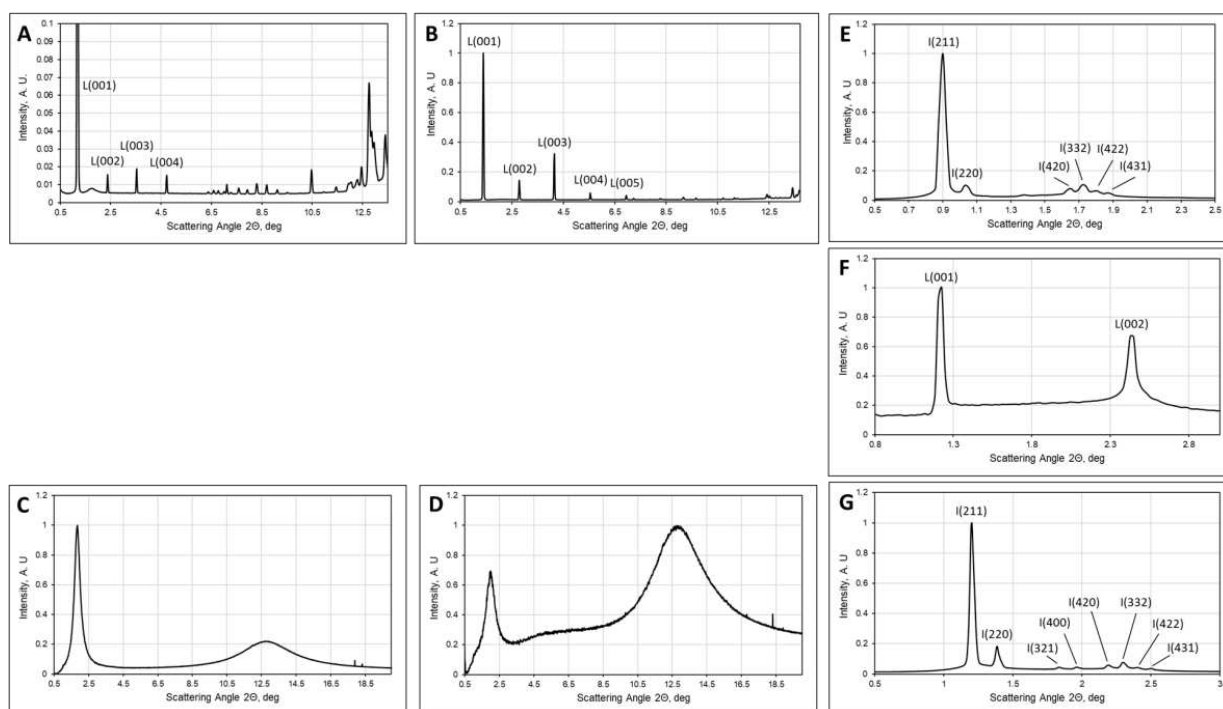 A
Intensity, A. U.
0.1
0.09
0.08
0.07
0.06
0.05
0.04
0.03
0.02
0.01
0
L(001)
L(002)
L(003)
L(004)
0.5 2.5 4.5 6.5 8.5 10.5 12.5
Scattering Angle 2Θ, deg
B
Intensity, A. U
1.2
1
0.8
0.6
0.4
0.2
0
L(001)
L(002)
L(003)
L(004)
L(005)
0.5 2.5 4.5 6.5 8.5 10.5 12.5
Scattering Angle 2Θ, deg
E
Intensity, A. U
1.2
1
0.8
0.6
0.4
0.2
0
I(211)
I(220)
I(420)
I(332)
I(422)
I(431)
0.5 0.7 0.9 1.1 1.3 1.5 1.7 1.9 2.1 2.3 2.5
Scattering Angle 2Θ, deg
F
Intensity, A. U
1.2
1
0.8
0.6
0.4
0.2
0
L(001)
L(002)
0.8 1.3 1.8 2.3 2.8
Scattering Angle 2Θ, deg
C
Intensity, A. U
1.2
1
0.8
0.6
0.4
0.2
0
0.5 2.5 4.5 6.5 8.5 10.5 12.5 14.5 16.5 18.5
Scattering Angle 2Θ, deg
D
Intensity, A. U
1.2
1
0.8
0.6
0.4
0.2
0
0.5 2.5 4.5 6.5 8.5 10.5 12.5 14.5 16.5 18.5
Scattering Angle 2Θ, deg
G
Intensity, A. U
1.2
1
0.8
0.6
0.4
0.2
0
I(211)
I(220)
I(321)
I(400)
I(420)
I(332)
I(422)
I(431)
0.5 1 1.5 2 2.5 3
Scattering Angle 2Θ, deg